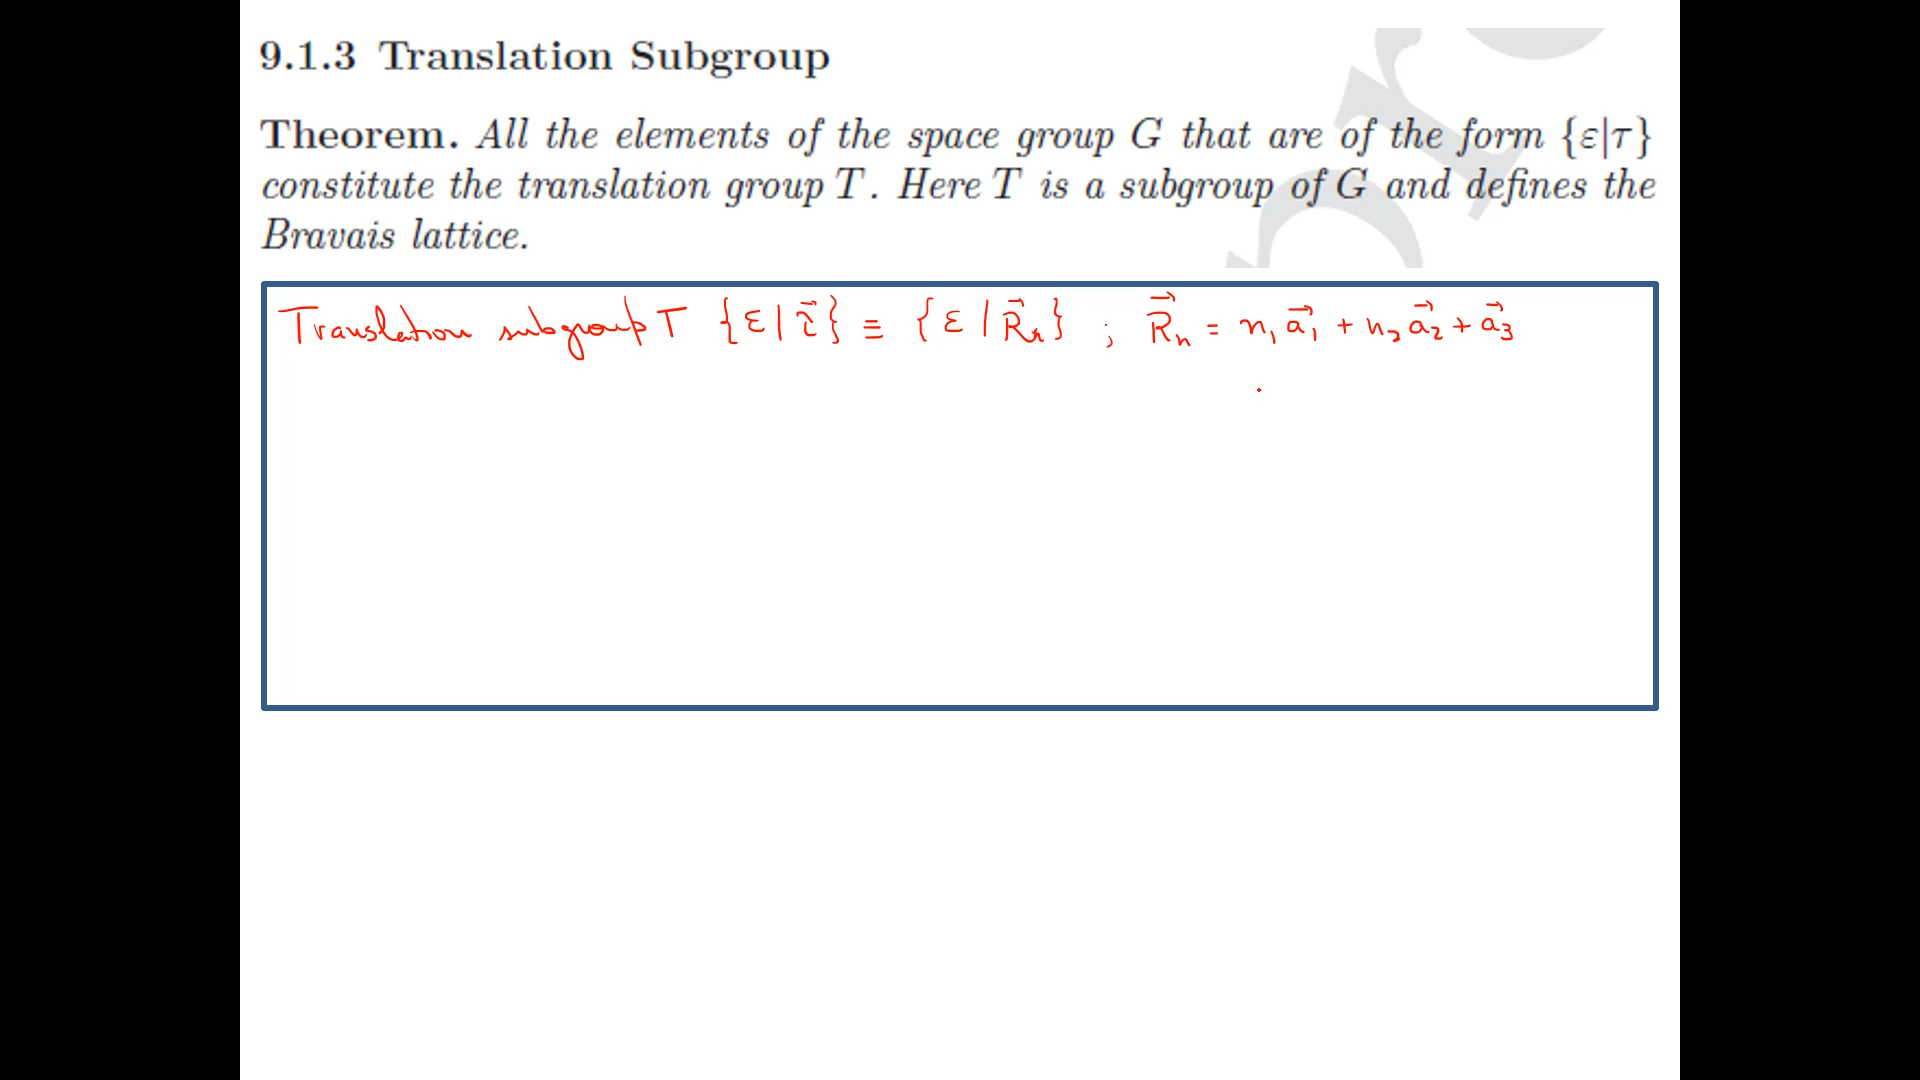 9.1.3 Translation Subgroup
Theorem. All the elements of the space group G that are of the form {ε|τ}
constitute the translation group T. Here T is a subgroup of G and defines the
Bravais lattice.
Translation subgroup T {ε|τ⃗} ≡ {ε|R⃗ₙ} ; R⃗ₙ = n₁a⃗₁ + n₂a⃗₂ + a⃗₃